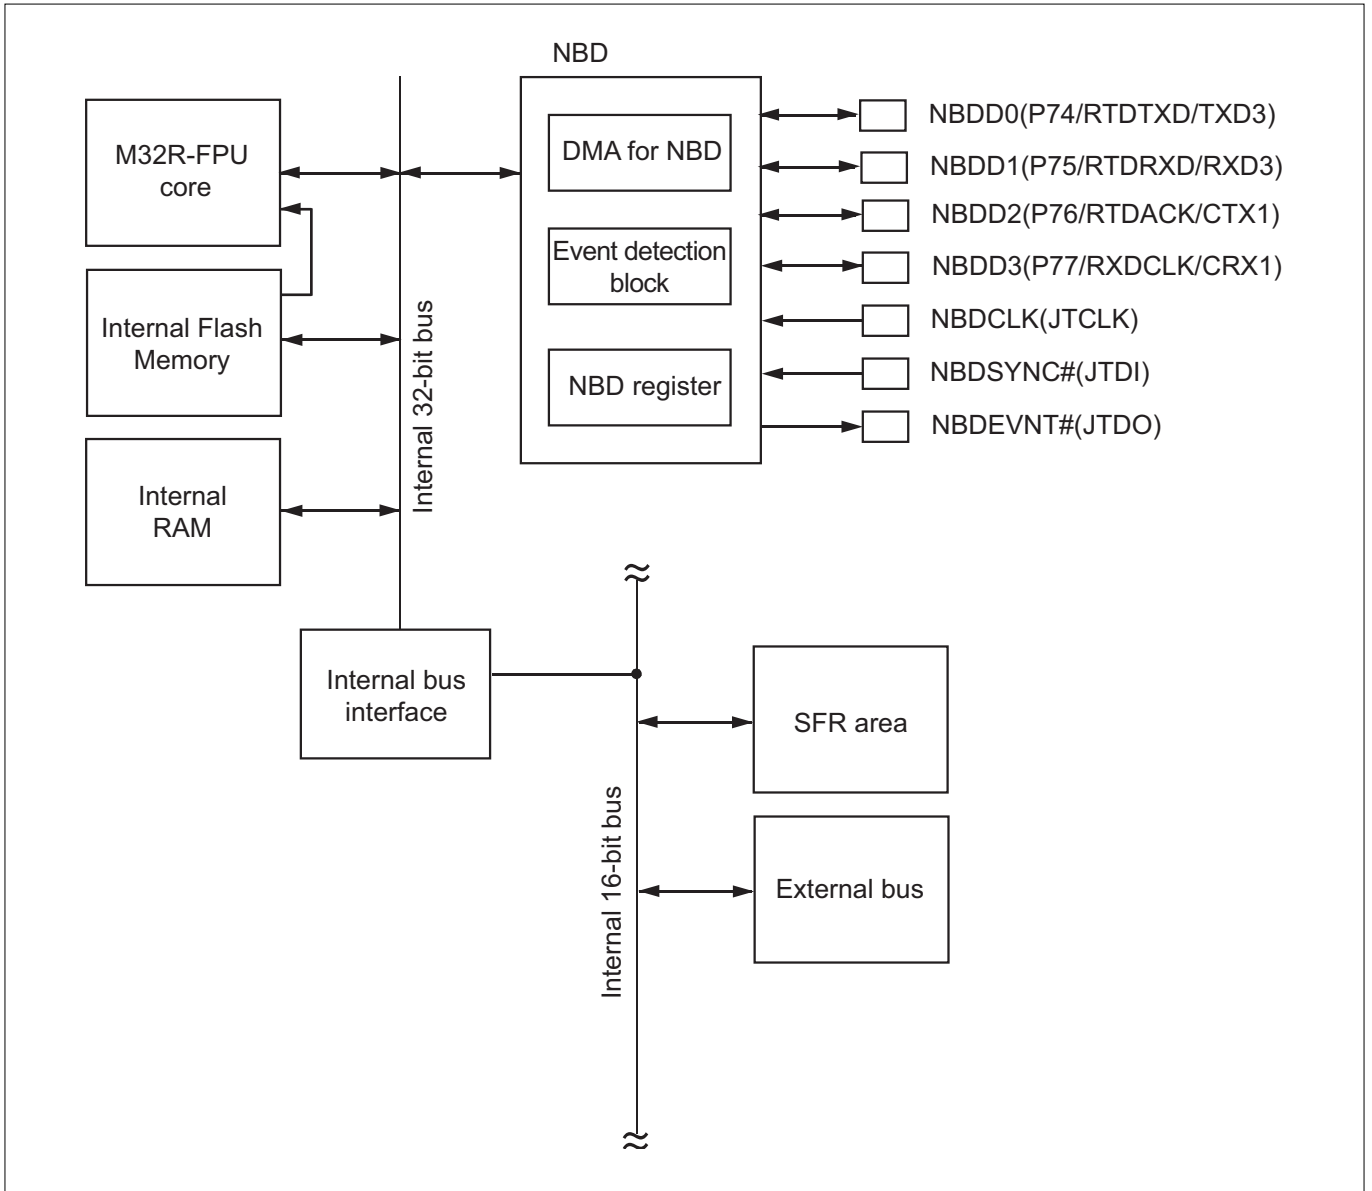 NBD
M32R-FPU
core
DMA for NBD
NBDD0(P74/RTDTXD/TXD3)
NBDD1(P75/RTDRXD/RXD3)
NBDD2(P76/RTDACK/CTX1)
NBDD3(P77/RXDCLK/CRX1)
NBDCLK(JTCLK)
NBDSYNC#(JTDI)
NBDEVNT#(JTDO)
Event detection
block
NBD register
Internal Flash
Memory
Internal 32-bit bus
Internal
RAM
Internal bus
interface
SFR area
Internal 16-bit bus
External bus